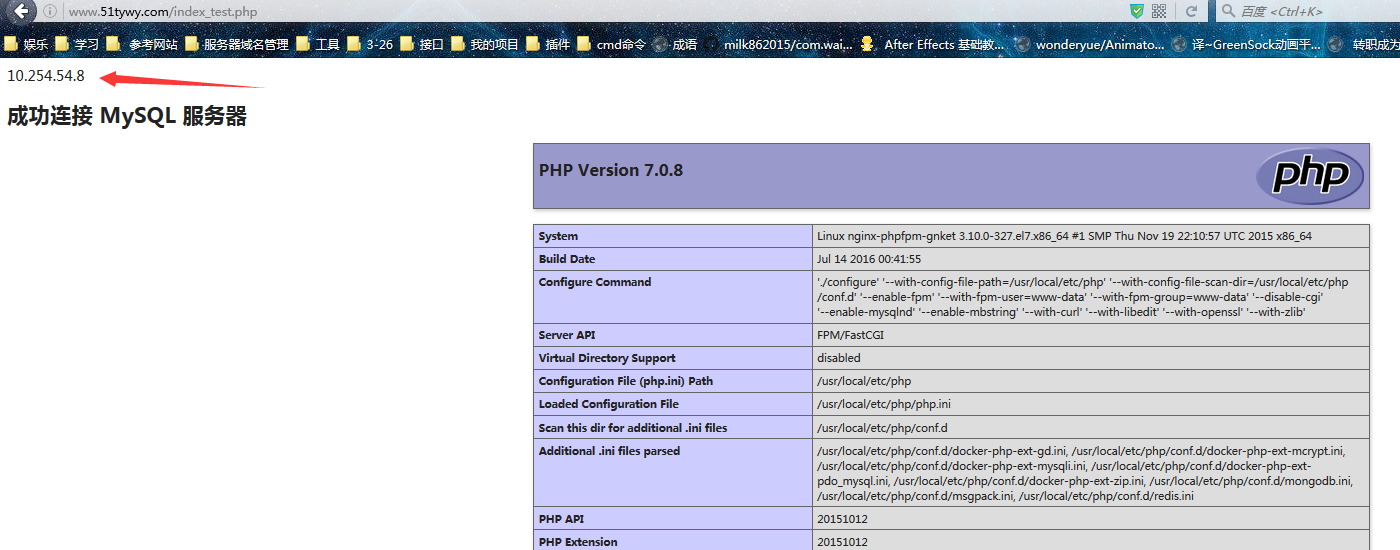 www.51tywy.com/index_test.php
百度 <Ctrl+K>
娱乐 学习 参考网站 服务器域名管理 工具 3-26 接口 我的项目 插件 cmd命令 成语 milk862015/com.wai... After Effects 基础教... wonderyue/Animato... 译~GreenSock动画平... 转职成为
10.254.54.8
成功连接 MySQL 服务器
PHP Version 7.0.8
php
System Linux nginx-phpfpm-gnket 3.10.0-327.el7.x86_64 #1 SMP Thu Nov 19 22:10:57 UTC 2015 x86_64
Build Date Jul 14 2016 00:41:55
Configure Command './configure' '--with-config-file-path=/usr/local/etc/php' '--with-config-file-scan-dir=/usr/local/etc/php
/conf.d' '--enable-fpm' '--with-fpm-user=www-data' '--with-fpm-group=www-data' '--disable-cgi'
'--enable-mysqlnd' '--enable-mbstring' '--with-curl' '--with-libedit' '--with-openssl' '--with-zlib'
Server API FPM/FastCGI
Virtual Directory Support disabled
Configuration File (php.ini) Path /usr/local/etc/php
Loaded Configuration File /usr/local/etc/php/php.ini
Scan this dir for additional .ini files /usr/local/etc/php/conf.d
Additional .ini files parsed /usr/local/etc/php/conf.d/docker-php-ext-gd.ini, /usr/local/etc/php/conf.d/docker-php-ext-mcrypt.ini,
/usr/local/etc/php/conf.d/docker-php-ext-mysqli.ini, /usr/local/etc/php/conf.d/docker-php-ext-
pdo_mysql.ini, /usr/local/etc/php/conf.d/docker-php-ext-zip.ini, /usr/local/etc/php/conf.d/mongodb.ini,
/usr/local/etc/php/conf.d/msgpack.ini, /usr/local/etc/php/conf.d/redis.ini
PHP API 20151012
PHP Extension 20151012